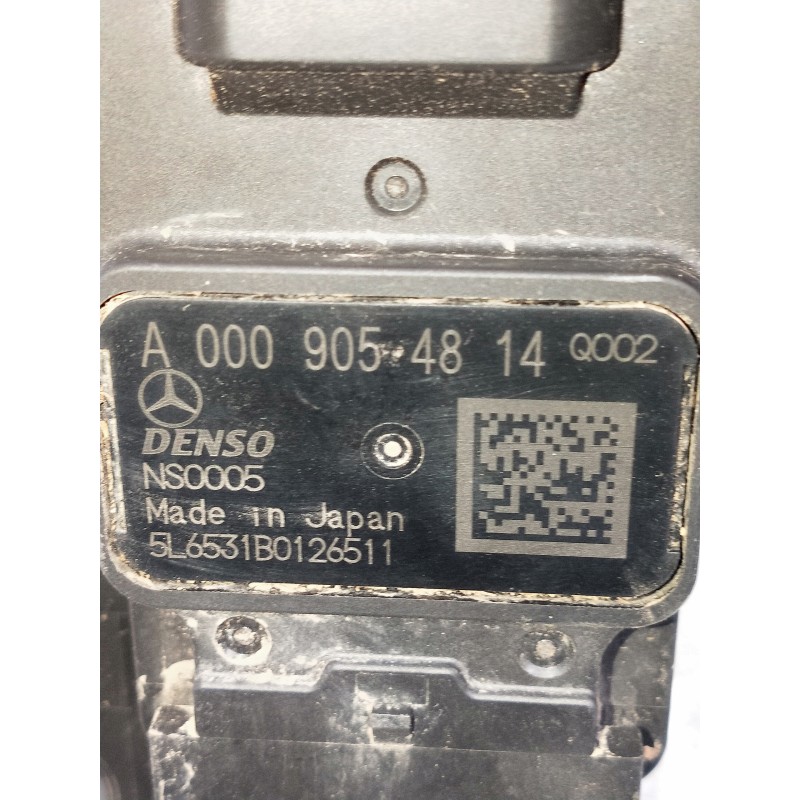 A 000 905 48 14 Q002
DENSO
NS0005
Made in Japan
5L6531B0126511